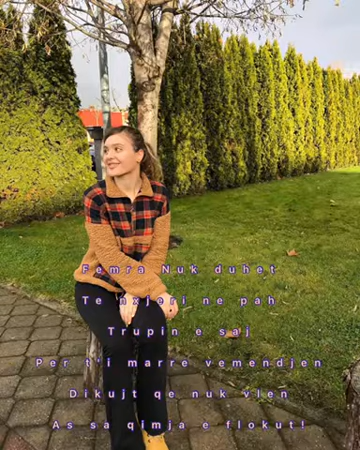 Femra Nuk duhet
Te nxjeri ne pah
Trupin e saj
Per t'i marre vemendjen
Dikujt qe nuk vlen
As sa qimja e flokut!